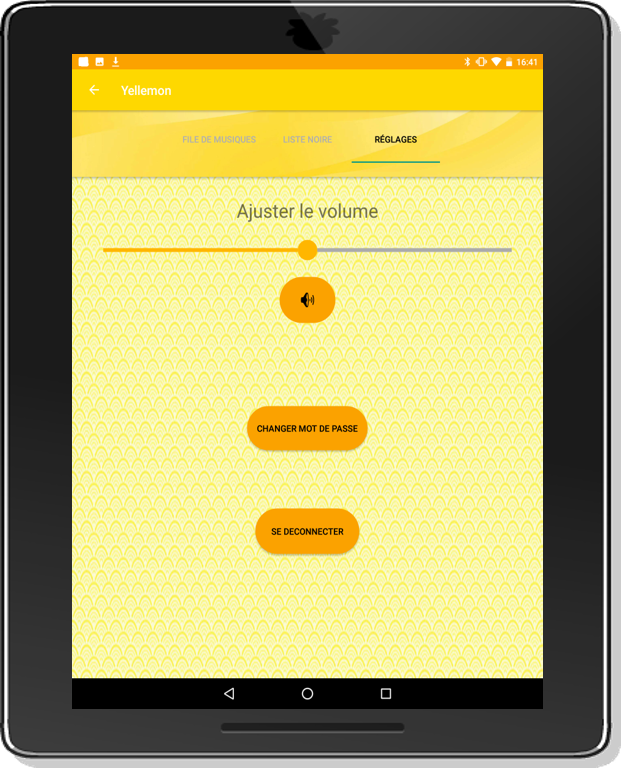 16:41
Yellemon
FILE DE MUSIQUES LISTE NOIRE RÉGLAGES
Ajuster le volume
CHANGER MOT DE PASSE
SE DECONNECTER